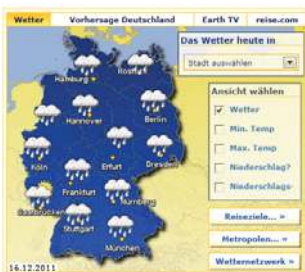 Wetter Vorhersage Deutschland Earth TV reise.com
Das Wetter heute in
Stadt auswählen
Ansicht wählen
Wetter
Min. Temp
Max. Temp
Niederschlag?
Niederschlags-
Reiseziele... »
Metropolen... »
Wetternetzwerk »
Hamburg
Rostock
Hannover
Berlin
Köln
Erfurt
Dresden
Frankfurt
Saarbrücken
Nürnberg
Stuttgart
München
16.12.2011